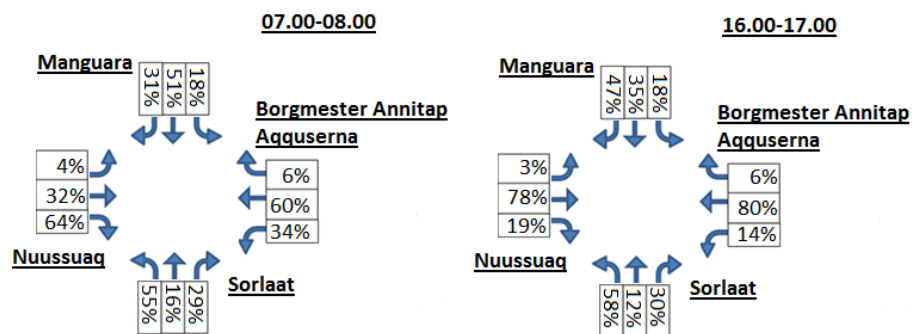 07.00-08.00
Manguara
31% 51% 18%
Borgmester Annitap
Aqquserna
4%
32%
64%
6%
60%
34%
Nuussuaq
Sorlaat
55% 16% 29%
16.00-17.00
Manguara
47% 35% 18%
Borgmester Annitap
Aqquserna
3%
78%
19%
6%
80%
14%
Nuussuaq
Sorlaat
58% 12% 30%